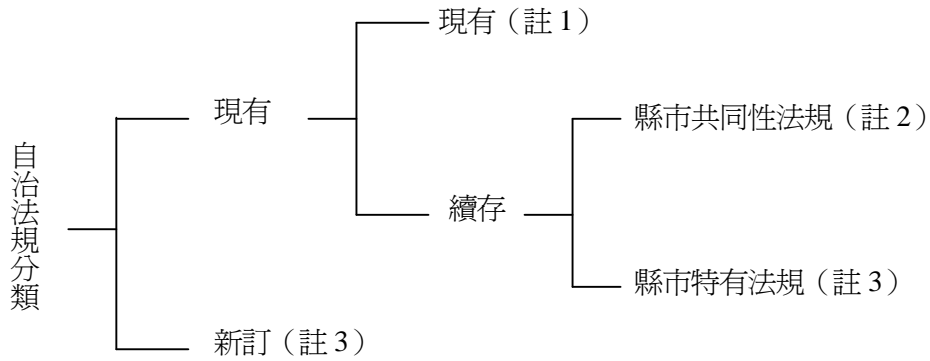 自治法規分類
現有
現有（註 1）
續存
縣市共同性法規（註 2）
縣市特有法規（註 3）
新訂（註 3）